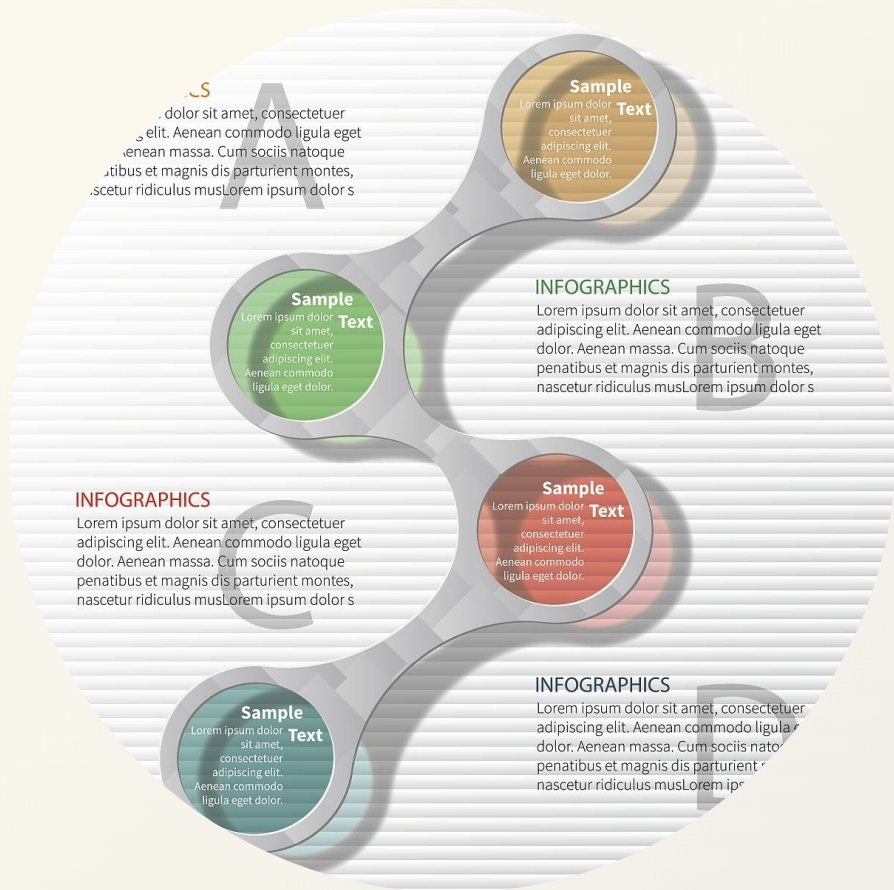 CS
A
dolor sit amet, consectetuer
elit. Aenean commodo ligula eget
Aenean massa. Cum sociis natoque
penatibus et magnis dis parturient montes,
nascetur ridiculus musLorem ipsum dolor s
Sample
Text
Lorem ipsum dolor
sit amet,
consectetuer
adipiscing elit.
Aenean commodo
ligula eget dolor.
Sample
Text
Lorem ipsum dolor
sit amet,
consectetuer
adipiscing elit.
Aenean commodo
ligula eget dolor.
INFOGRAPHICS
B
Lorem ipsum dolor sit amet, consectetuer
adipiscing elit. Aenean commodo ligula eget
dolor. Aenean massa. Cum sociis natoque
penatibus et magnis dis parturient montes,
nascetur ridiculus musLorem ipsum dolor s
INFOGRAPHICS
C
Lorem ipsum dolor sit amet, consectetuer
adipiscing elit. Aenean commodo ligula eget
dolor. Aenean massa. Cum sociis natoque
penatibus et magnis dis parturient montes,
nascetur ridiculus musLorem ipsum dolor s
Sample
Text
Lorem ipsum dolor
sit amet,
consectetuer
adipiscing elit.
Aenean commodo
ligula eget dolor.
Sample
Text
Lorem ipsum dolor
sit amet,
consectetuer
adipiscing elit.
Aenean commodo
ligula eget dolor.
INFOGRAPHICS
D
Lorem ipsum dolor sit amet, consectetuer
adipiscing elit. Aenean commodo ligula
dolor. Aenean massa. Cum sociis nato
penatibus et magnis dis parturient
nascetur ridiculus musLorem ips